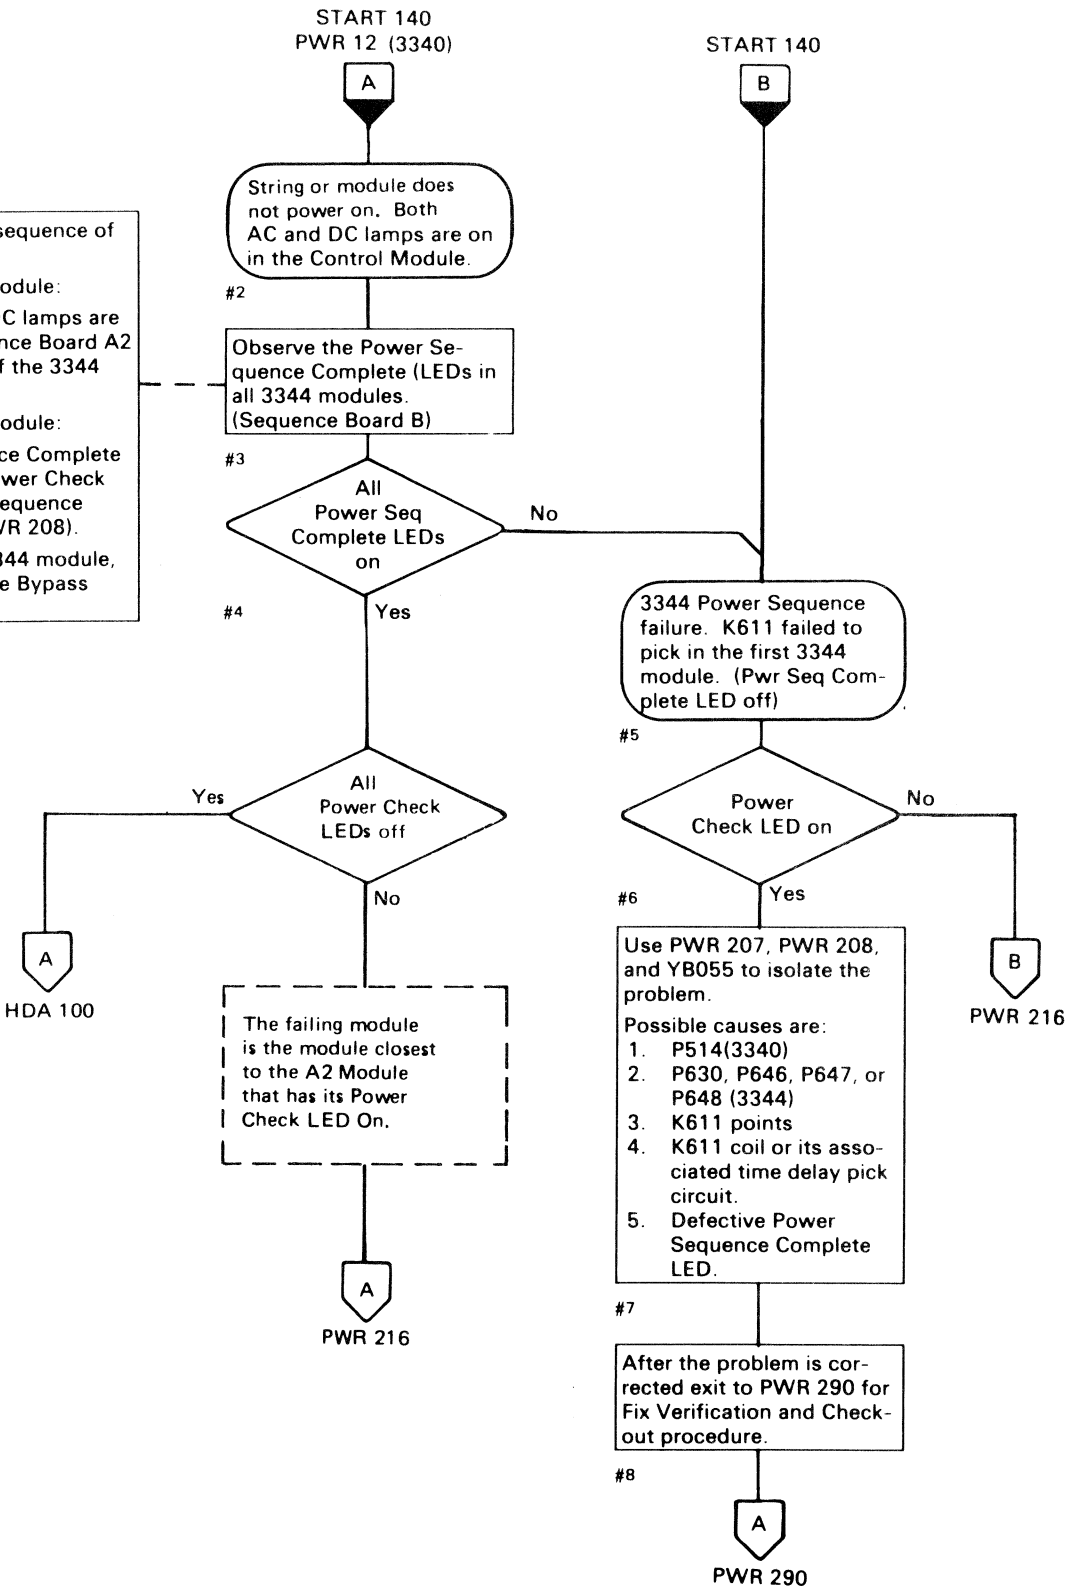 START 140
PWR 12 (3340)
A
START 140
B
String or module does
not power on. Both
AC and DC lamps are on
in the Control Module.
sequence of
odule:
C lamps are
nce Board A2
f the 3344
odule:
ce Complete
wer Check
equence
WR 208).
344 module,
e Bypass
#2
Observe the Power Se-
quence Complete (LEDs in
all 3344 modules.
(Sequence Board B)
#3
All
Power Seq
Complete LEDs
on
No
#4
Yes
3344 Power Sequence
failure. K611 failed to
pick in the first 3344
module. (Pwr Seq Com-
plete LED off)
#5
All
Power Check
LEDs off
Yes
No
Power
Check LED on
No
Yes
#6
A
HDA 100
The failing module
is the module closest
to the A2 Module
that has its Power
Check LED On.
A
PWR 216
B
PWR 216
Use PWR 207, PWR 208,
and YB055 to isolate the
problem.
Possible causes are:
1. P514(3340)
2. P630, P646, P647, or
P648 (3344)
3. K611 points
4. K611 coil or its asso-
ciated time delay pick
circuit.
5. Defective Power
Sequence Complete
LED.
#7
After the problem is cor-
rected exit to PWR 290 for
Fix Verification and Check-
out procedure.
#8
A
PWR 290